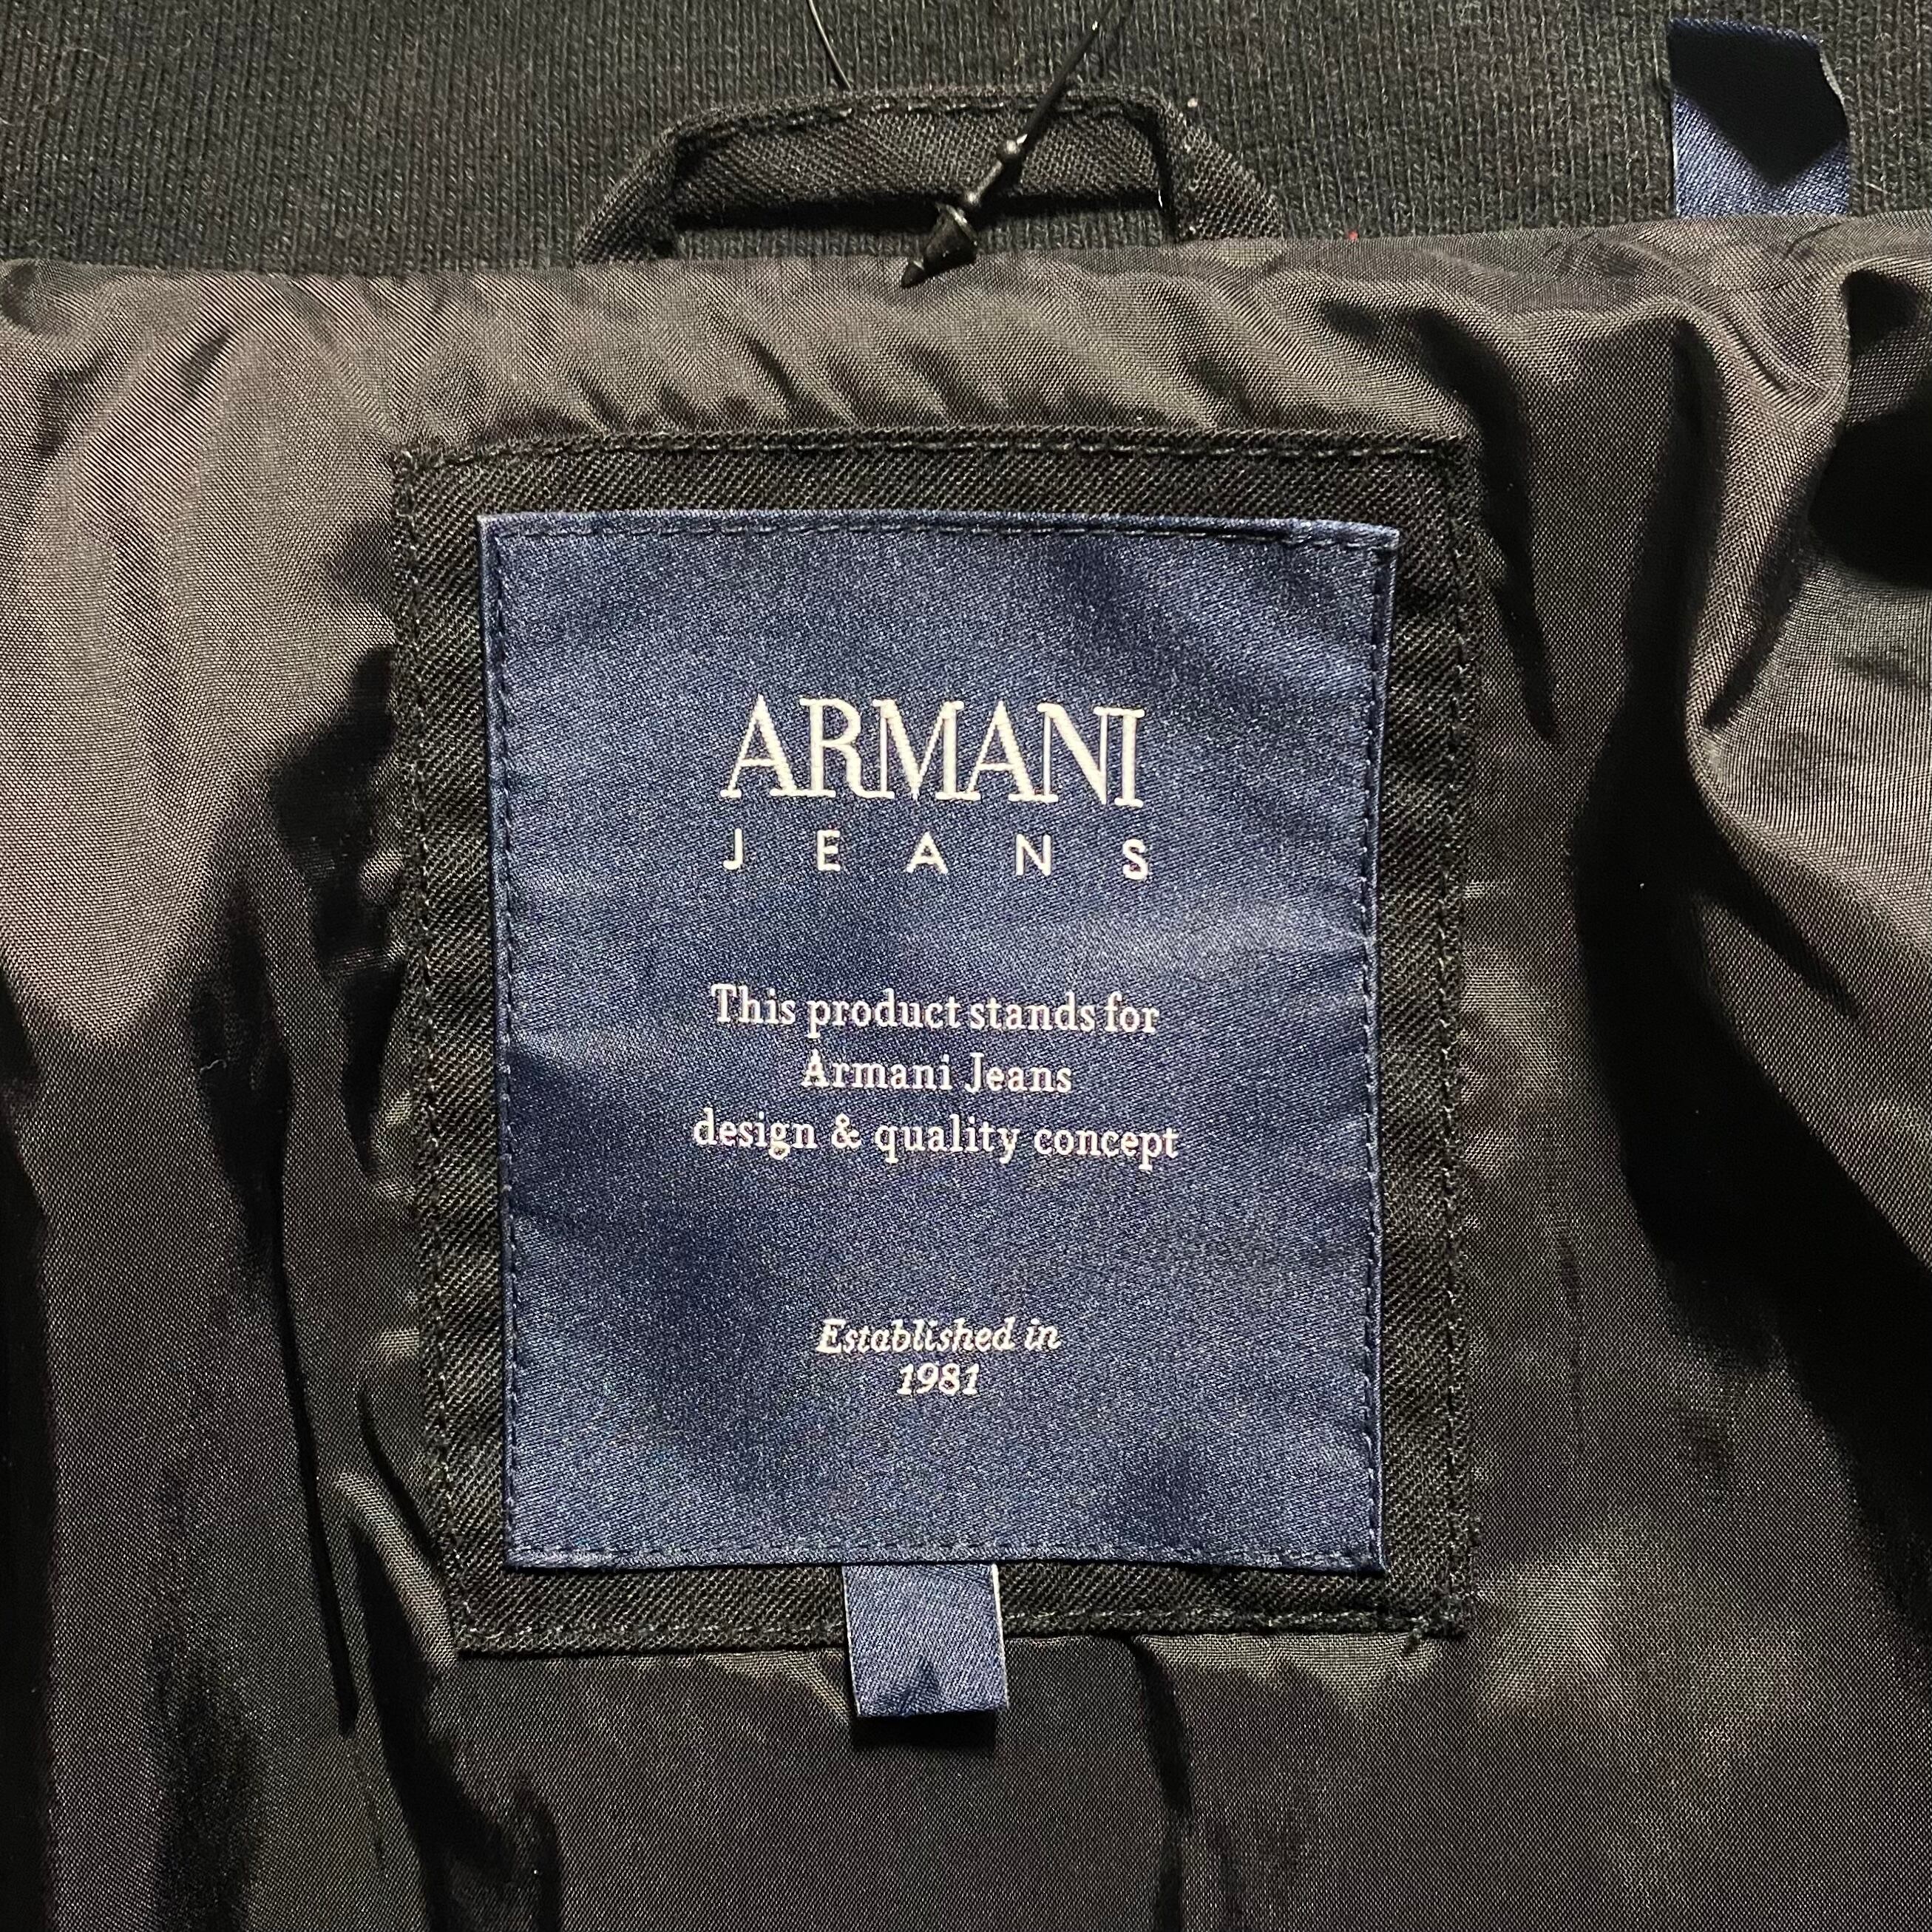 ARMANI
JEANS
This product stands for
Armani Jeans
design & quality concept
Established in
1981